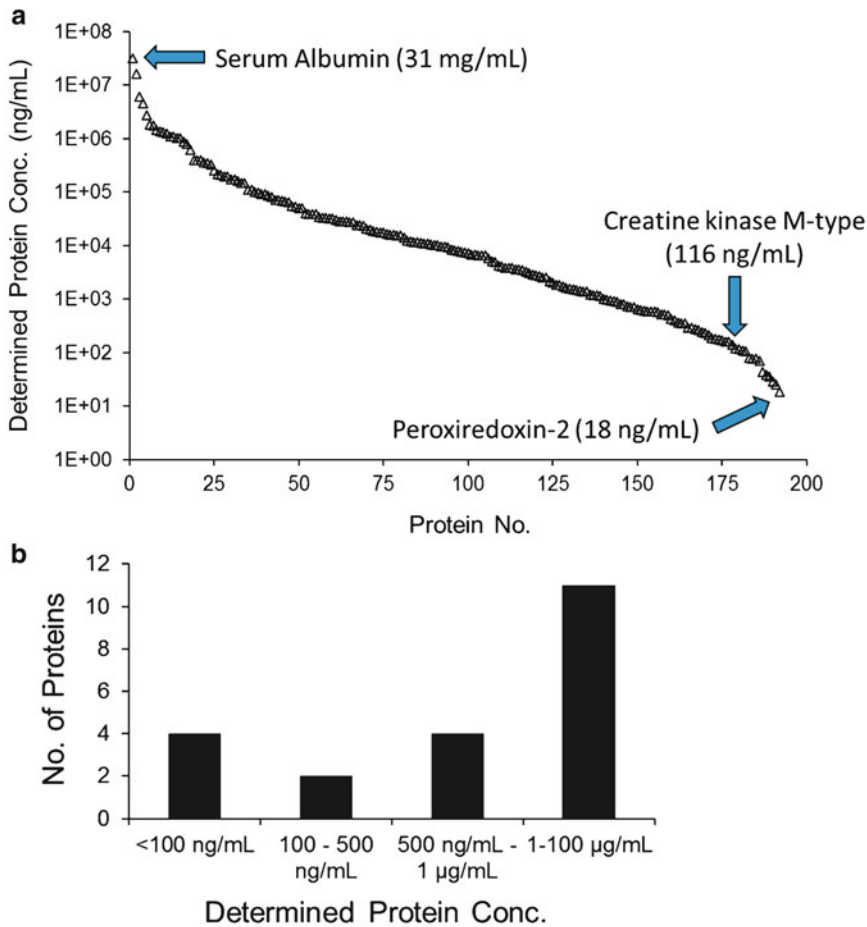 a
Determined Protein Conc. (ng/mL)
1E+08
1E+07
1E+06
1E+05
1E+04
1E+03
1E+02
1E+01
1E+00
Serum Albumin (31 mg/mL)
Creatine kinase M-type
(116 ng/mL)
Peroxiredoxin-2 (18 ng/mL)
0 25 50 75 100 125 150 175 200
Protein No.
b
No. of Proteins
12
10
8
6
4
2
0
<100 ng/mL 100 - 500 500 ng/mL - 1-100 µg/mL
ng/mL 1 µg/mL
Determined Protein Conc.